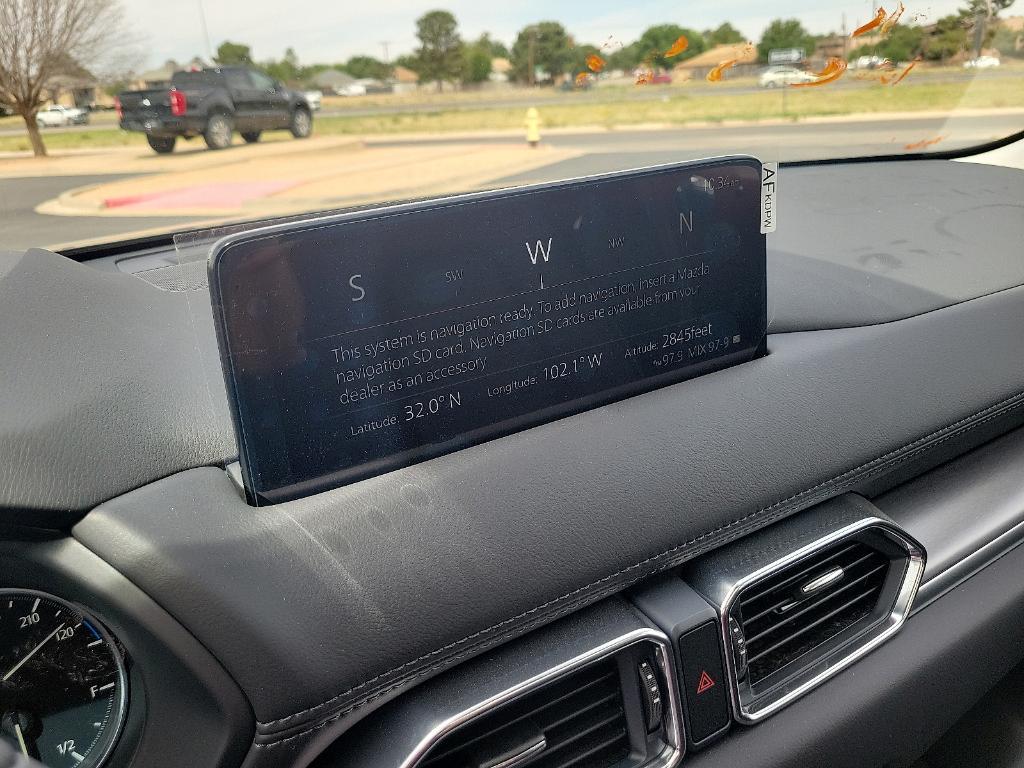 10:34am
S SW W NW N
This system is navigation ready. To add navigation, insert a Mazda
navigation SD card. Navigation SD cards are available from your
dealer as an accessory
Latitude: 32.0° N Longitude: 102.1° W Altitude: 2845feet
97.9 MIX 97-9
AFKDPW
210
120
F
1/2